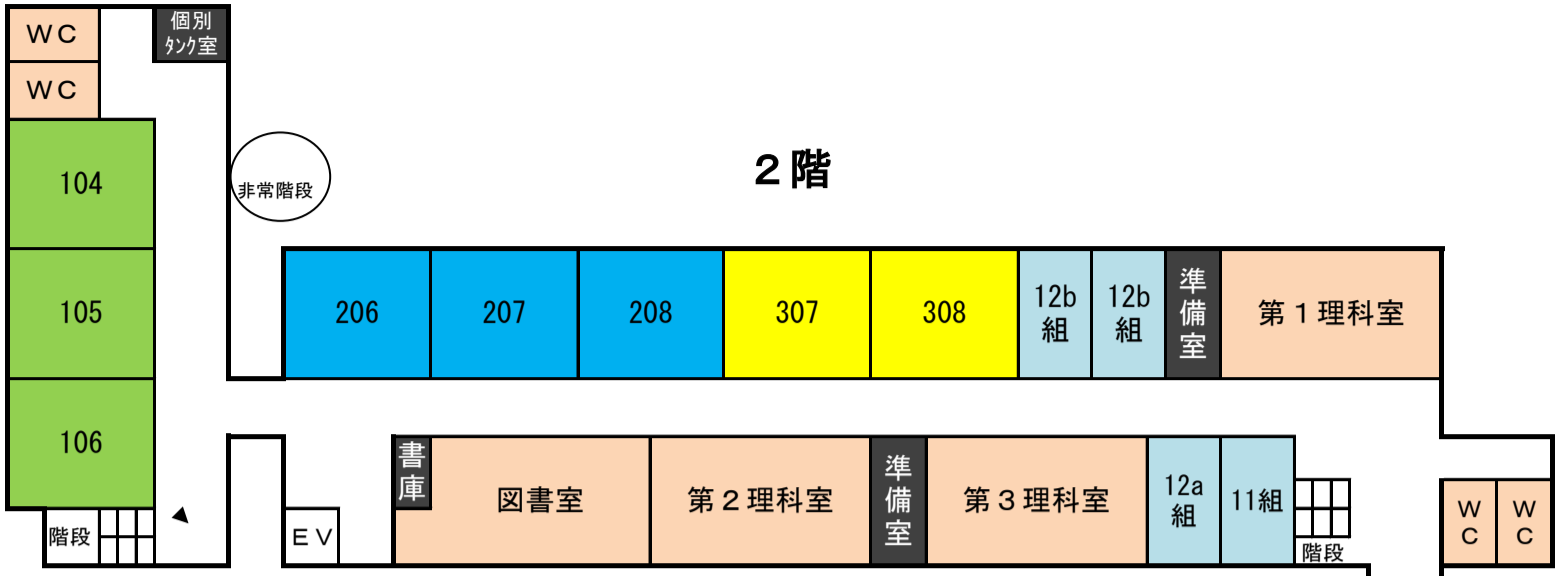 ＷＣ
個別
ﾀﾝｸ室
ＷＣ
104
非常階段
２階
105
206
207
208
307
308
12b
組
12b
組
準
備
室
第１理科室
106
書
庫
図書室
第２理科室
準
備
室
第３理科室
12a
組
11組
階段
ＥＶ
階段
Ｗ
Ｃ
Ｗ
Ｃ